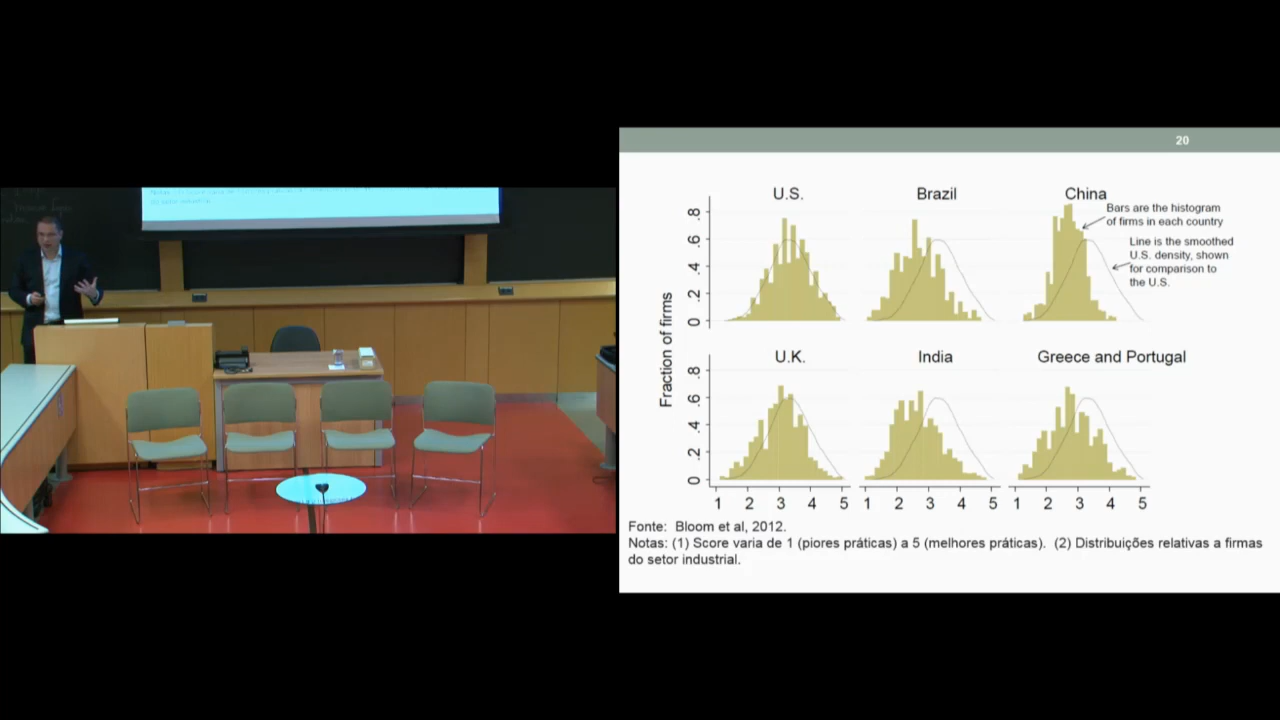 20
U.S.
Brazil
China
Bars are the histogram
of firms in each country
Line is the smoothed
U.S. density, shown
for comparison to
the U.S.
Fraction of firms
.8
.6
.4
.2
0
U.K.
India
Greece and Portugal
.8
.6
.4
.2
0
1 2 3 4 5
1 2 3 4 5
1 2 3 4 5
Fonte: Bloom et al, 2012.
Notas: (1) Score varia de 1 (piores práticas) a 5 (melhores práticas). (2) Distribuições relativas a firmas
do setor industrial.